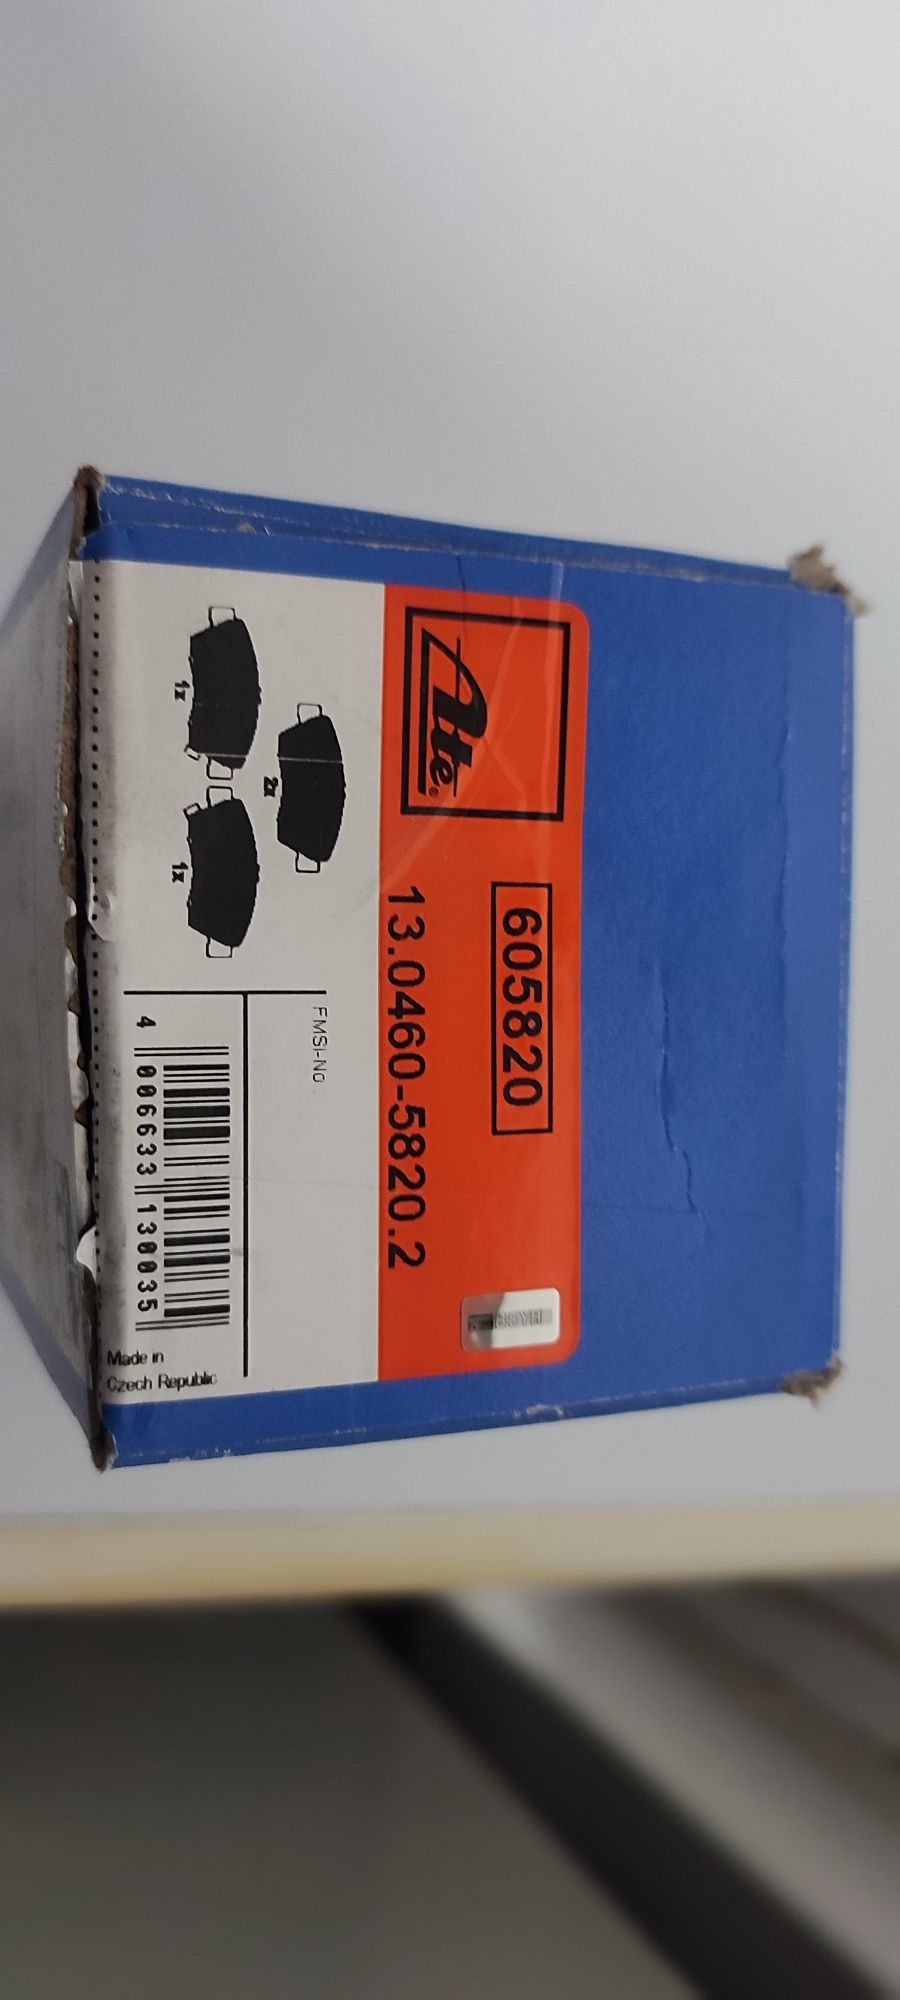 Ate®
605820
13.0460-5820.2
2x
1x
1x
FMSI-No.:
4 006633 130035
Made in
Czech Republic